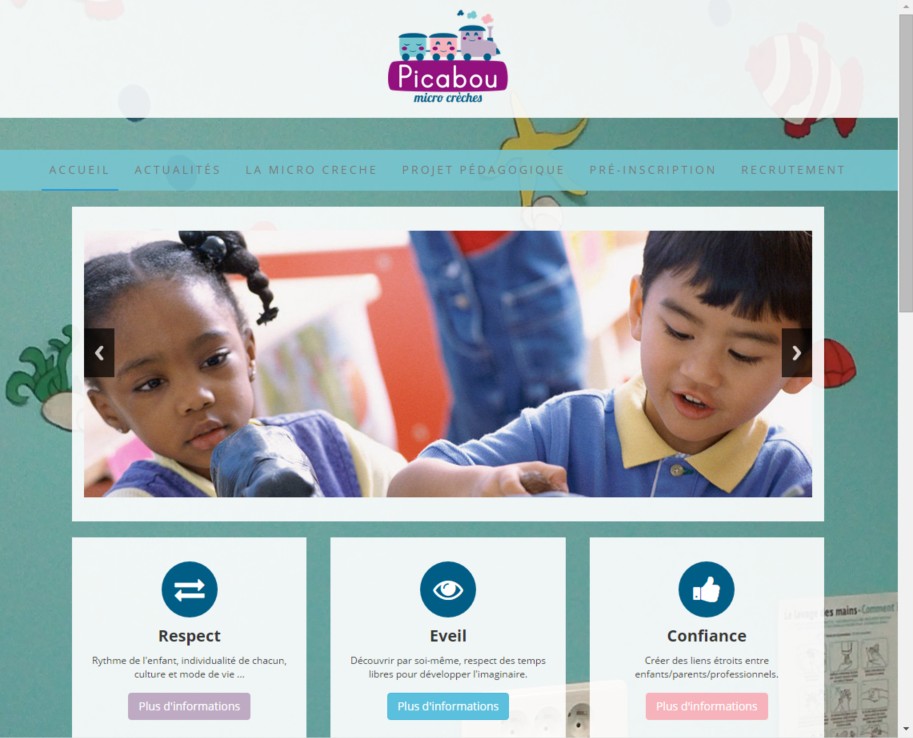 Picabou
micro crèches
ACCUEIL ACTUALITÉS LA MICRO CRECHE PROJET PÉDAGOGIQUE PRÉ-INSCRIPTION RECRUTEMENT
Respect
Rythme de l'enfant, individualité de chacun,
culture et mode de vie ...
Plus d'informations
Eveil
Découvrir par soi-même, respect des temps
libres pour développer l'imaginaire.
Plus d'informations
Confiance
Créer des liens étroits entre
enfants/parents/professionnels.
Plus d'informations
des mains - Comment